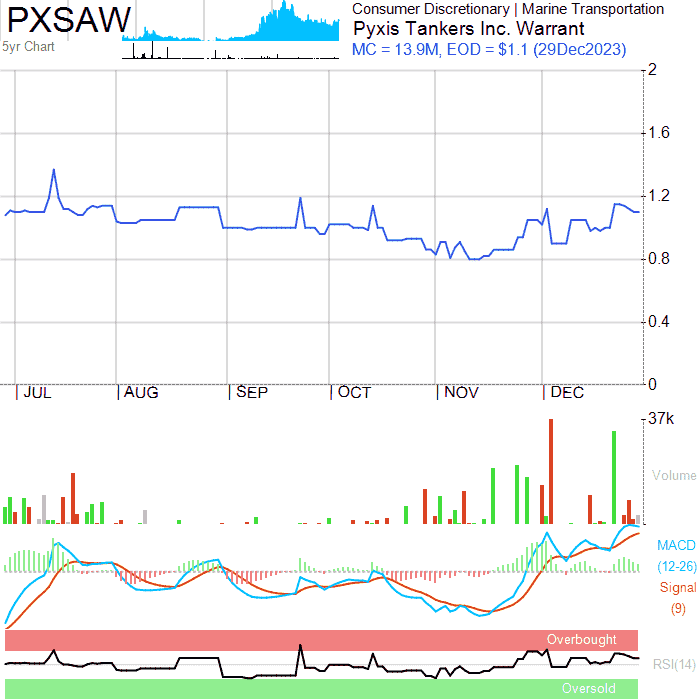 PXSAW
Consumer Discretionary | Marine Transportation
Pyxis Tankers Inc. Warrant
MC = 13.9M, EOD = $1.1 (29Dec2023)
5yr Chart
2
1.6
1.2
0.8
0.4
0
JUL AUG SEP OCT NOV DEC
37k
Volume
MACD
(12-26)
Signal
(9)
Overbought
RSI(14)
Oversold